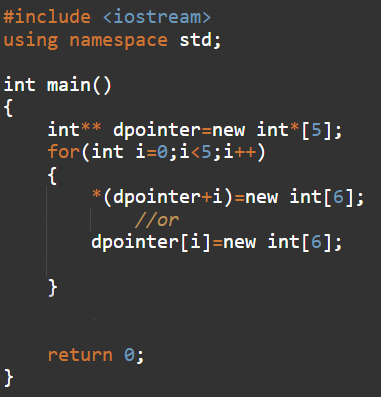 #include <iostream>
using namespace std;
int main()
{
int** dpointer=new int*[5];
for(int i=0;i<5;i++)
{
*(dpointer+i)=new int[6];
//or
dpointer[i]=new int[6];
}
return 0;
}